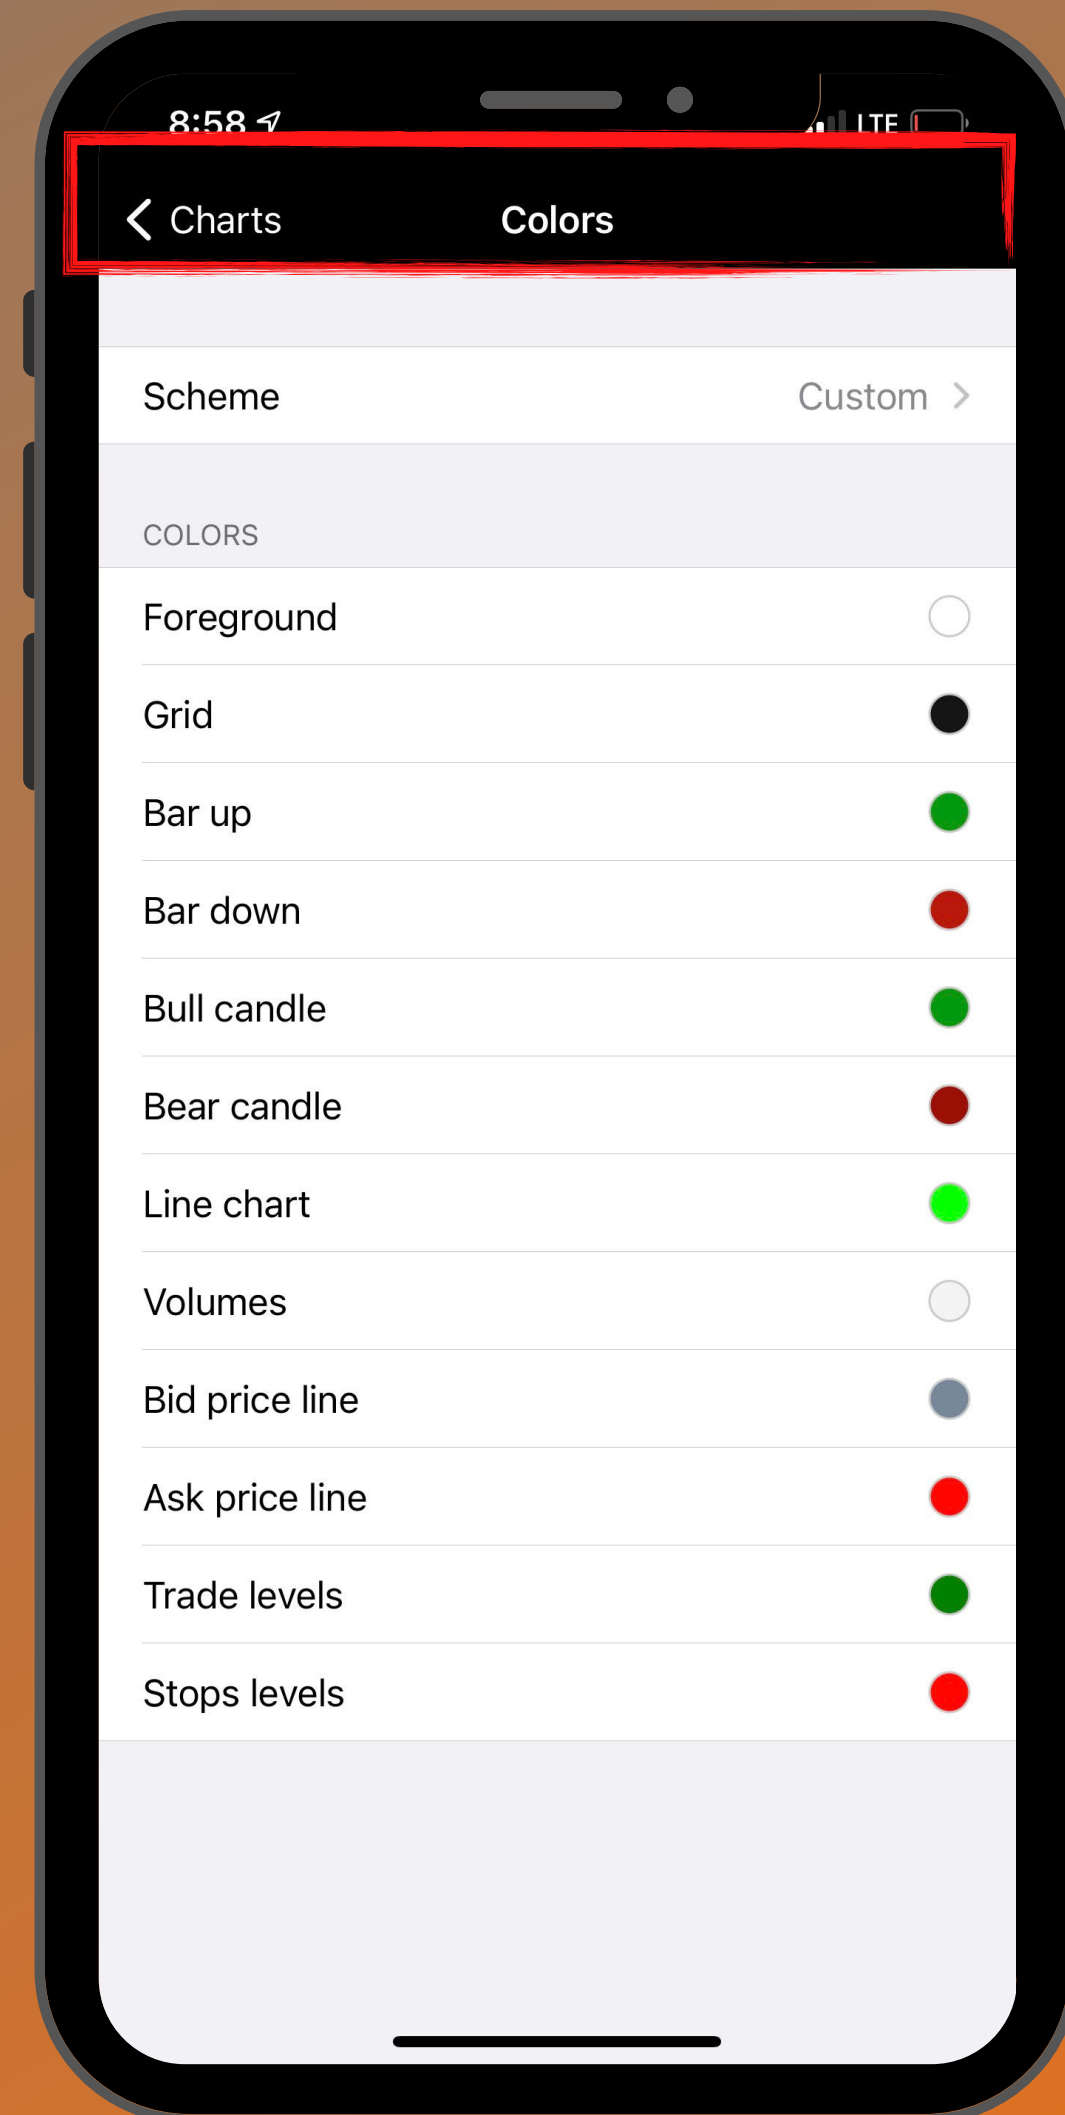 8:58 LTE
Charts Colors
Scheme Custom
COLORS
Foreground
Grid
Bar up
Bar down
Bull candle
Bear candle
Line chart
Volumes
Bid price line
Ask price line
Trade levels
Stops levels